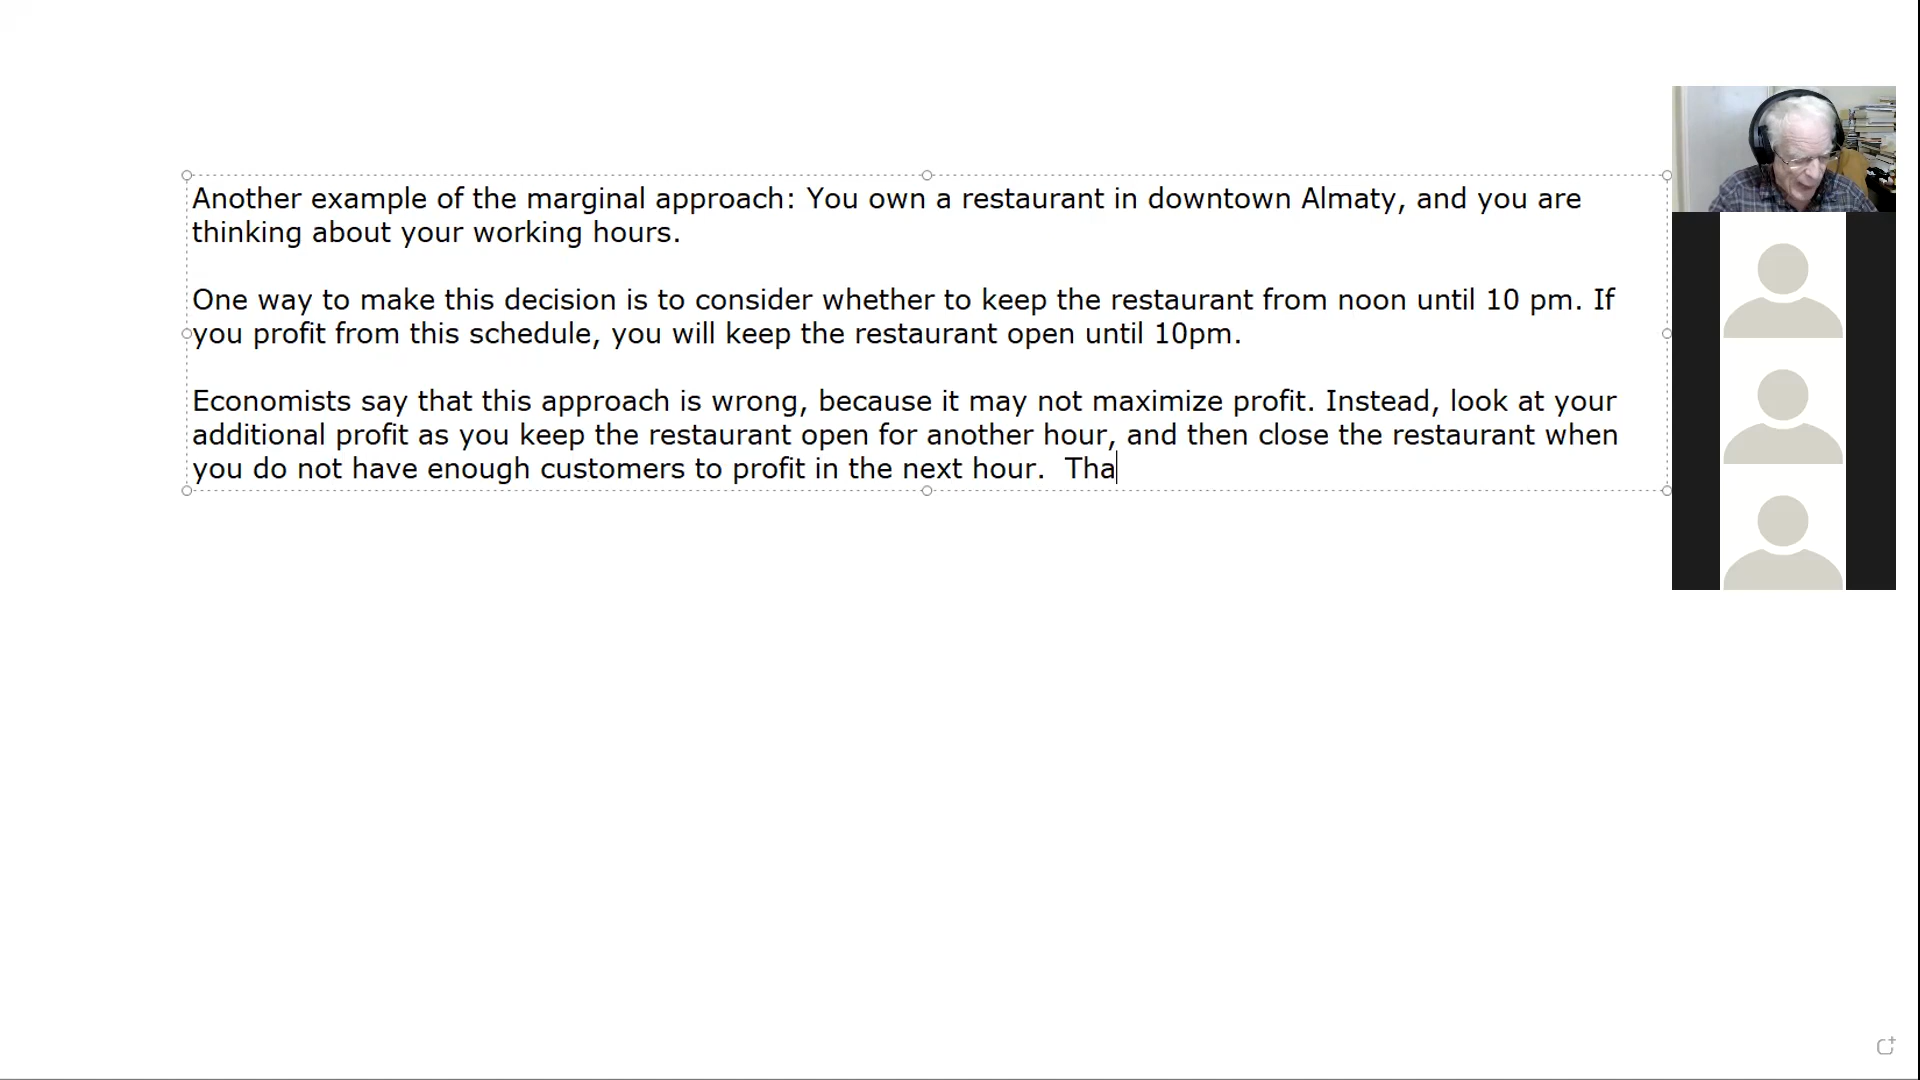 Another example of the marginal approach: You own a restaurant in downtown Almaty, and you are
thinking about your working hours.
One way to make this decision is to consider whether to keep the restaurant from noon until 10 pm. If
you profit from this schedule, you will keep the restaurant open until 10pm.
Economists say that this approach is wrong, because it may not maximize profit. Instead, look at your
additional profit as you keep the restaurant open for another hour, and then close the restaurant when
you do not have enough customers to profit in the next hour.  Tha